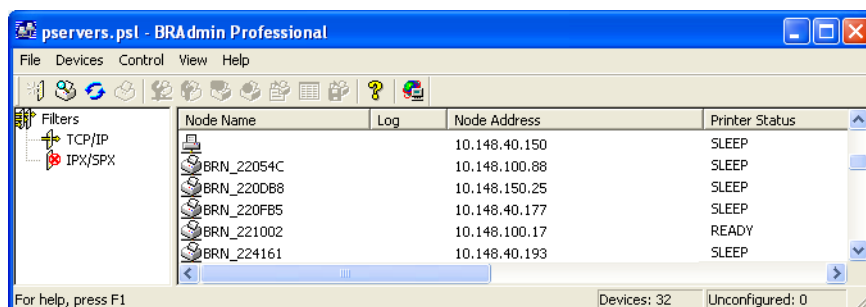 pservers.psl - BRAdmin Professional
File Devices Control View Help
Filters
TCP/IP
IPX/SPX
Node Name Log Node Address Printer Status
10.148.40.150 SLEEP
BRN_22054C 10.148.100.88 SLEEP
BRN_220DB8 10.148.150.25 SLEEP
BRN_220FB5 10.148.40.177 SLEEP
BRN_221002 10.148.100.17 READY
BRN_224161 10.148.40.193 SLEEP
For help, press F1 Devices: 32 Unconfigured: 0